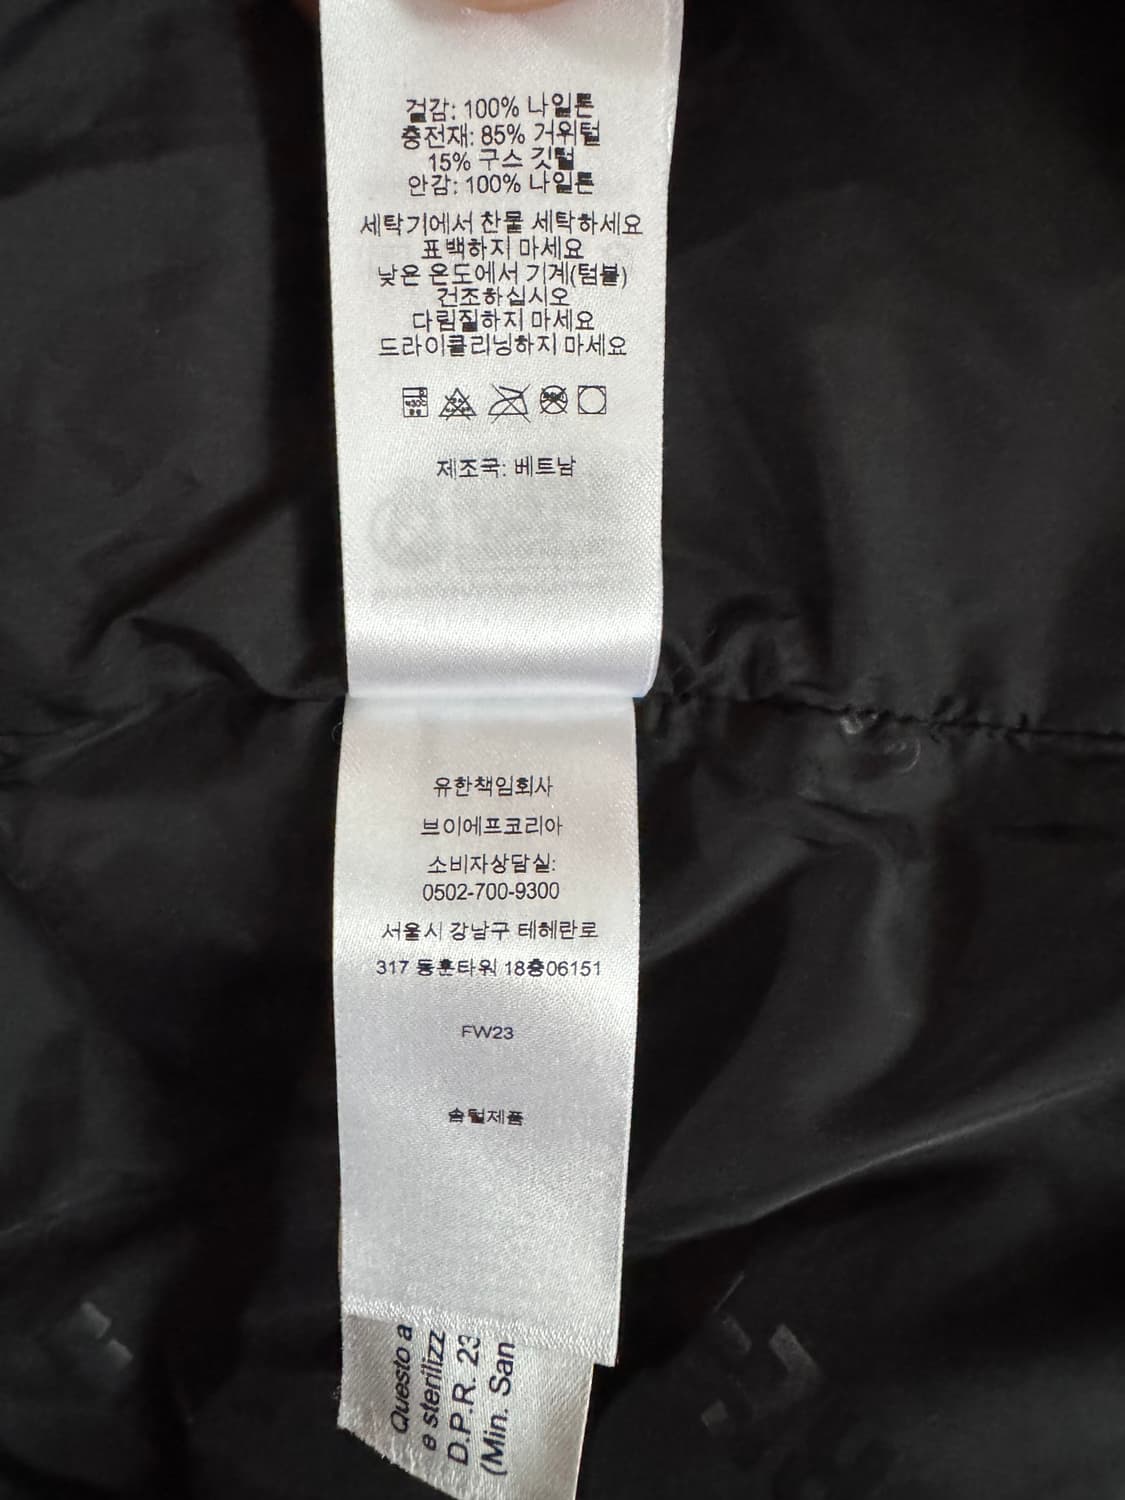 걸감: 100% 나일론
충전재: 85% 거위털
15% 구스 깃털
안감: 100% 나일론
세탁기에서 찬물 세탁하세요
표백하지 마세요
낮은 온도에서 기계(텀블)
건조하십시오
다림질하지 마세요
드라이클리닝하지 마세요
제조국: 베트남
유한책임회사
브이에프코리아
소비자상담실:
0502-700-9300
서울시 강남구 테헤란로
317 동훈타워 18층06151
FW23
솜털제품
Questo a
e sterilizz
D.P.R. 23
(Min. San